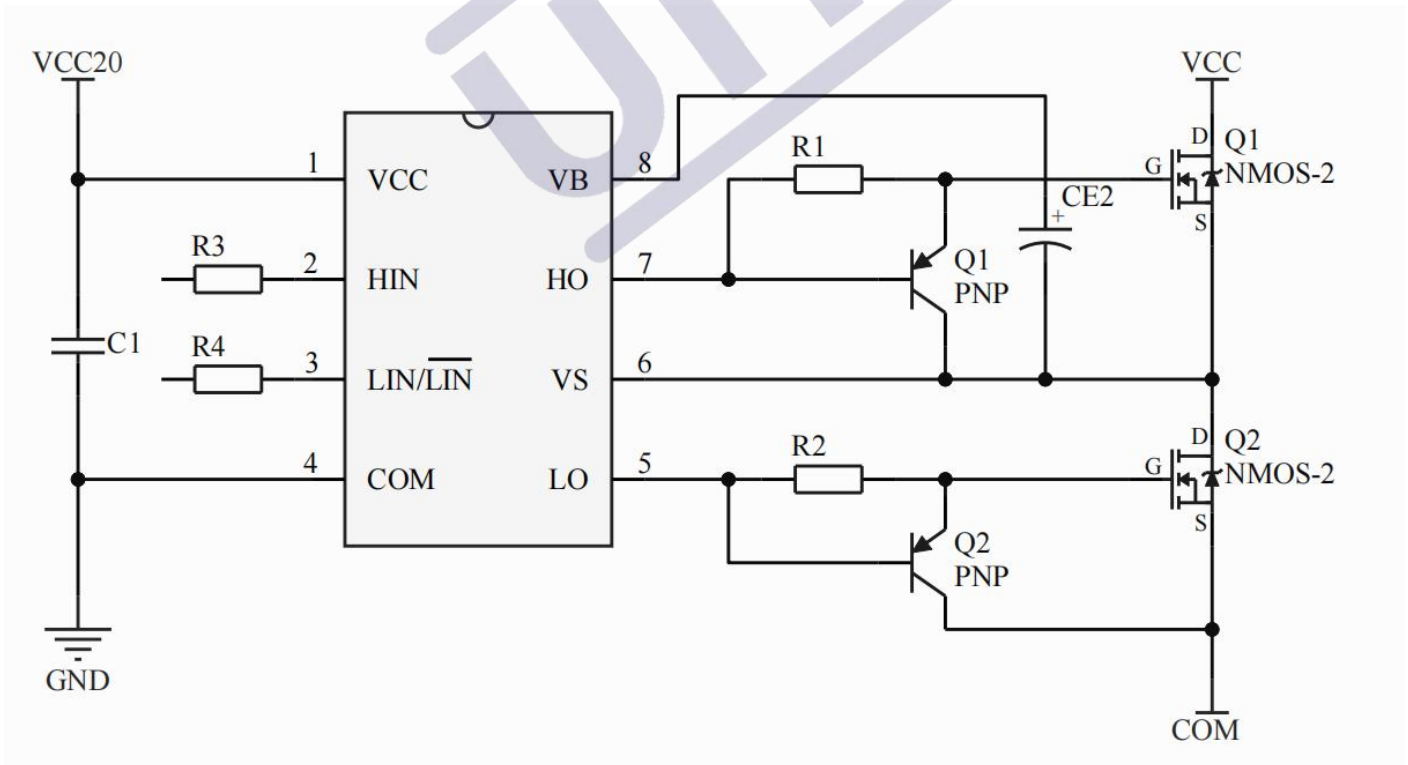 VCC20
VCC
1
VCC
VB
8
R1
D
Q1
G
NMOS-2
S
CE2
+
R3
2
HIN
HO
7
Q1
PNP
C1
R4
3
LIN/LIN
VS
6
4
COM
LO
5
R2
D
Q2
G
NMOS-2
S
Q2
PNP
GND
COM